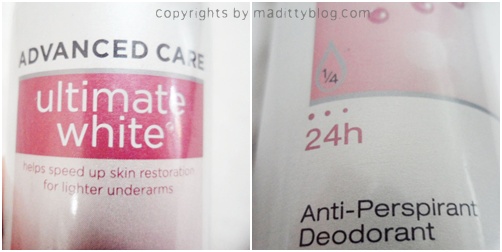 Copyrights by madittyblog.com
ADVANCED CARE
ultimate
white
helps speed up skin restoration
for lighter underarms
¼
24h
Anti-Perspirant
Deodorant